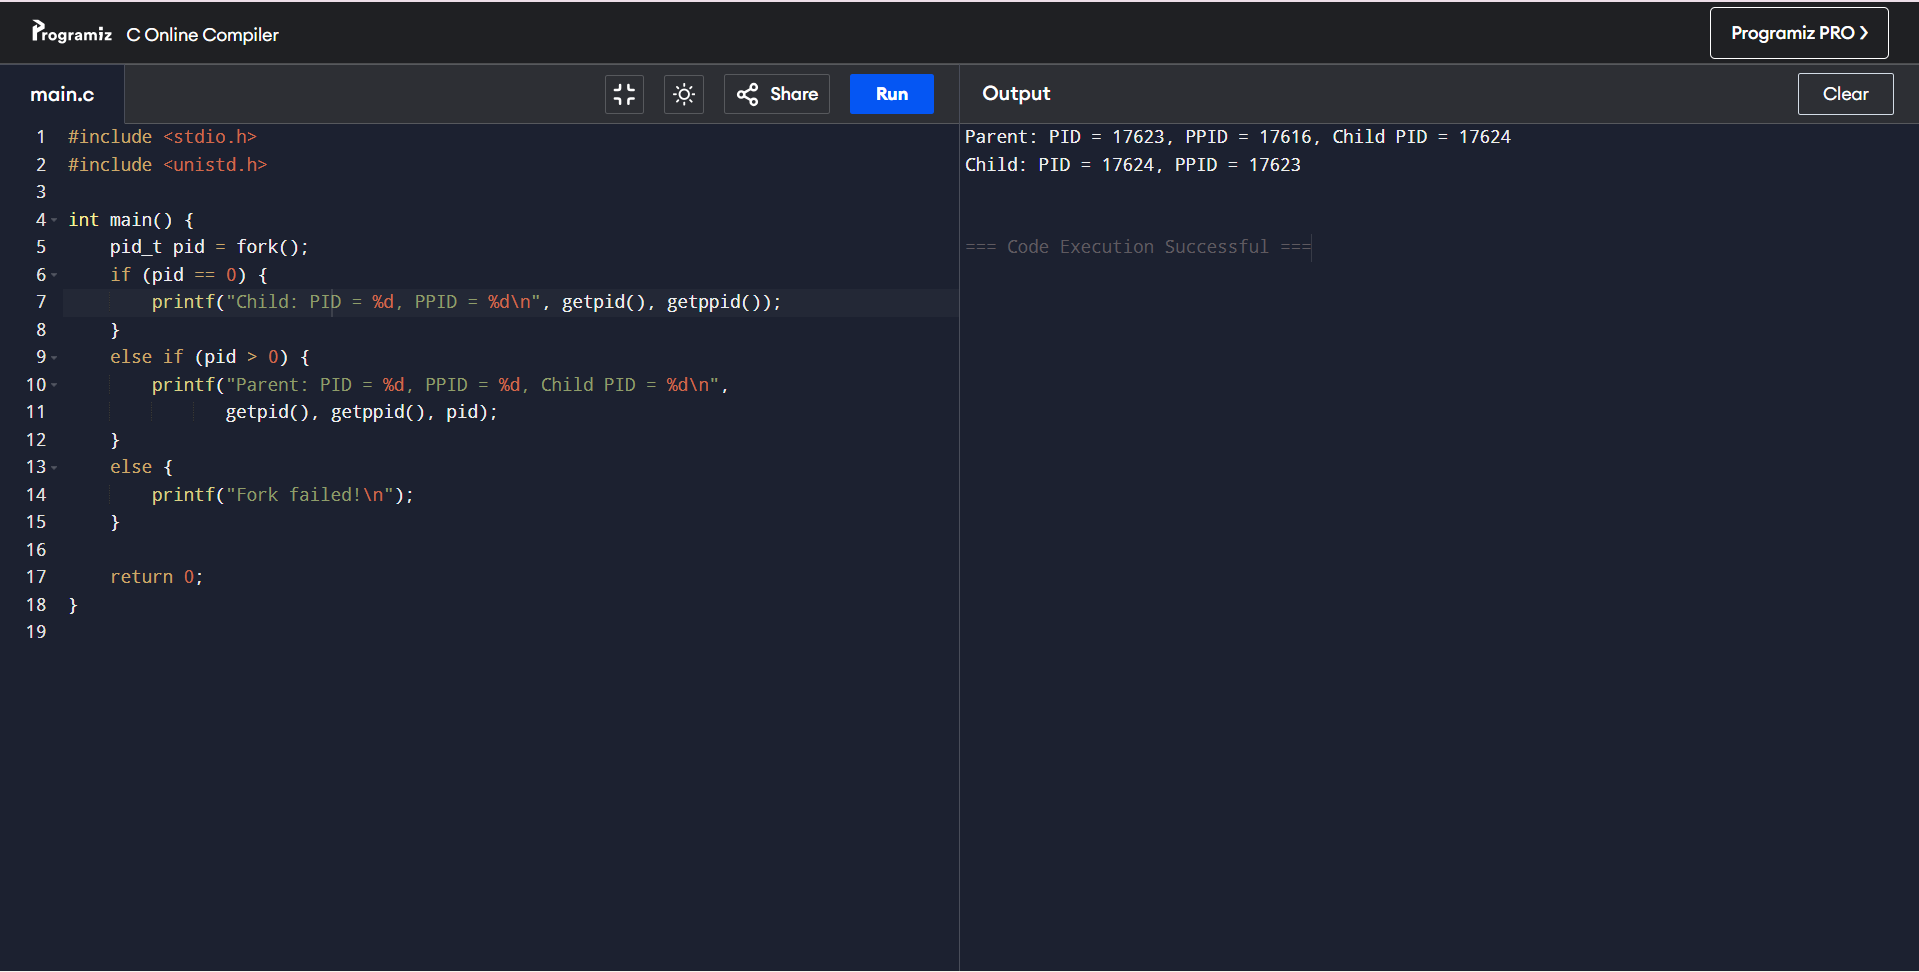 Programiz C Online Compiler
Programiz PRO ❯
main.c
Share
Run
Output
Clear
1 #include <stdio.h>
2 #include <unistd.h>
3
4 int main() {
5     pid_t pid = fork();
6     if (pid == 0) {
7         printf("Child: PID = %d, PPID = %d\n", getpid(), getppid());
8     }
9     else if (pid > 0) {
10         printf("Parent: PID = %d, PPID = %d, Child PID = %d\n",
11                getpid(), getppid(), pid);
12     }
13     else {
14         printf("Fork failed!\n");
15     }
16
17     return 0;
18 }
19
Parent: PID = 17623, PPID = 17616, Child PID = 17624
Child: PID = 17624, PPID = 17623
=== Code Execution Successful ===